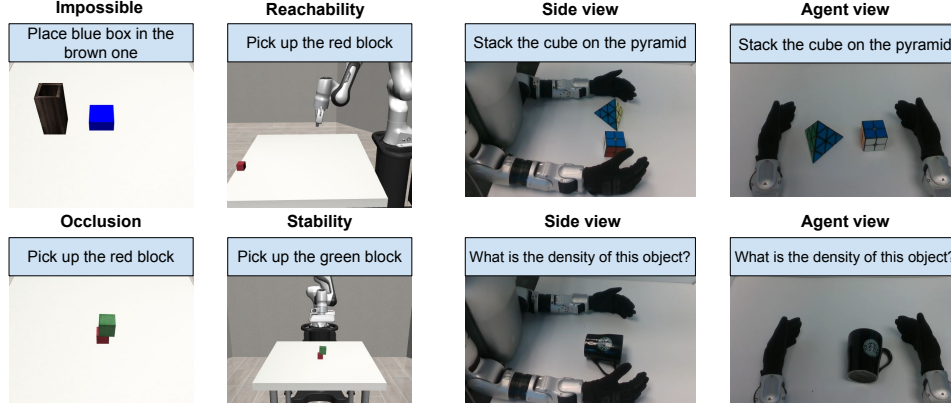 Impossible
Reachability
Side view
Agent view
Place blue box in the
brown one
Pick up the red block
Stack the cube on the pyramid
Stack the cube on the pyramid
Occlusion
Stability
Side view
Agent view
Pick up the red block
Pick up the green block
What is the density of this object?
What is the density of this object?